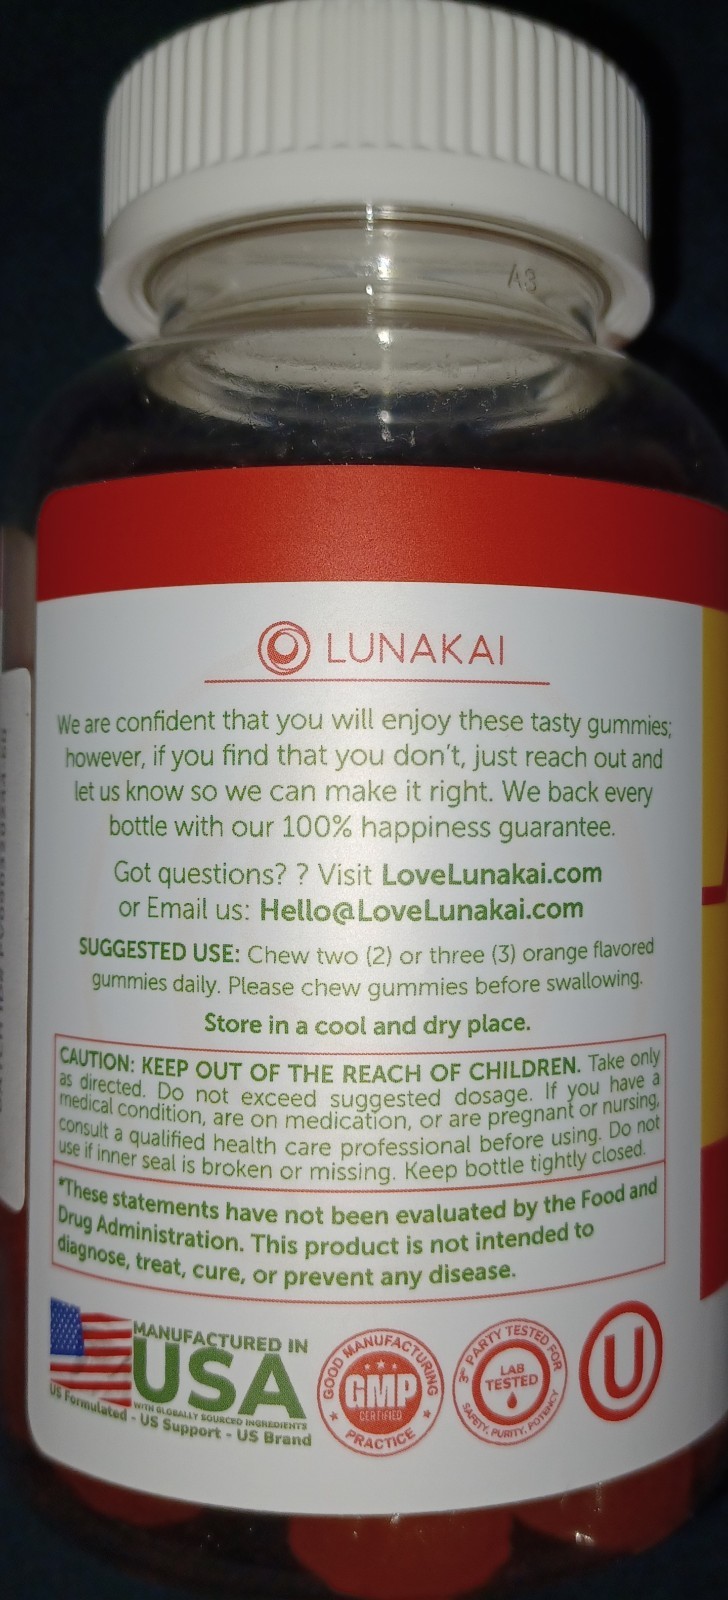 A3
LUNAKAI
We are confident that you will enjoy these tasty gummies;
however, if you find that you don't, just reach out and
let us know so we can make it right. We back every
bottle with our 100% happiness guarantee.
Got questions? ? Visit LoveLunakai.com
or Email us: Hello@LoveLunakai.com
SUGGESTED USE: Chew two (2) or three (3) orange flavored
gummies daily. Please chew gummies before swallowing.
Store in a cool and dry place.
CAUTION: KEEP OUT OF THE REACH OF CHILDREN. Take only
as directed. Do not exceed suggested dosage. If you have a
medical condition, are on medication, or are pregnant or nursing,
consult a qualified health care professional before using. Do not
use if inner seal is broken or missing. Keep bottle tightly closed.
*These statements have not been evaluated by the Food and
Drug Administration. This product is not intended to
diagnose, treat, cure, or prevent any disease.
MANUFACTURED IN
USA
WITH GLOBALLY SOURCED INGREDIENTS
US Formulated - US Support - US Brand
GOOD MANUFACTURING
GMP
CERTIFIED
PRACTICE
3RD PARTY TESTED FOR
LAB
TESTED
SAFETY, PURITY, POTENCY
U